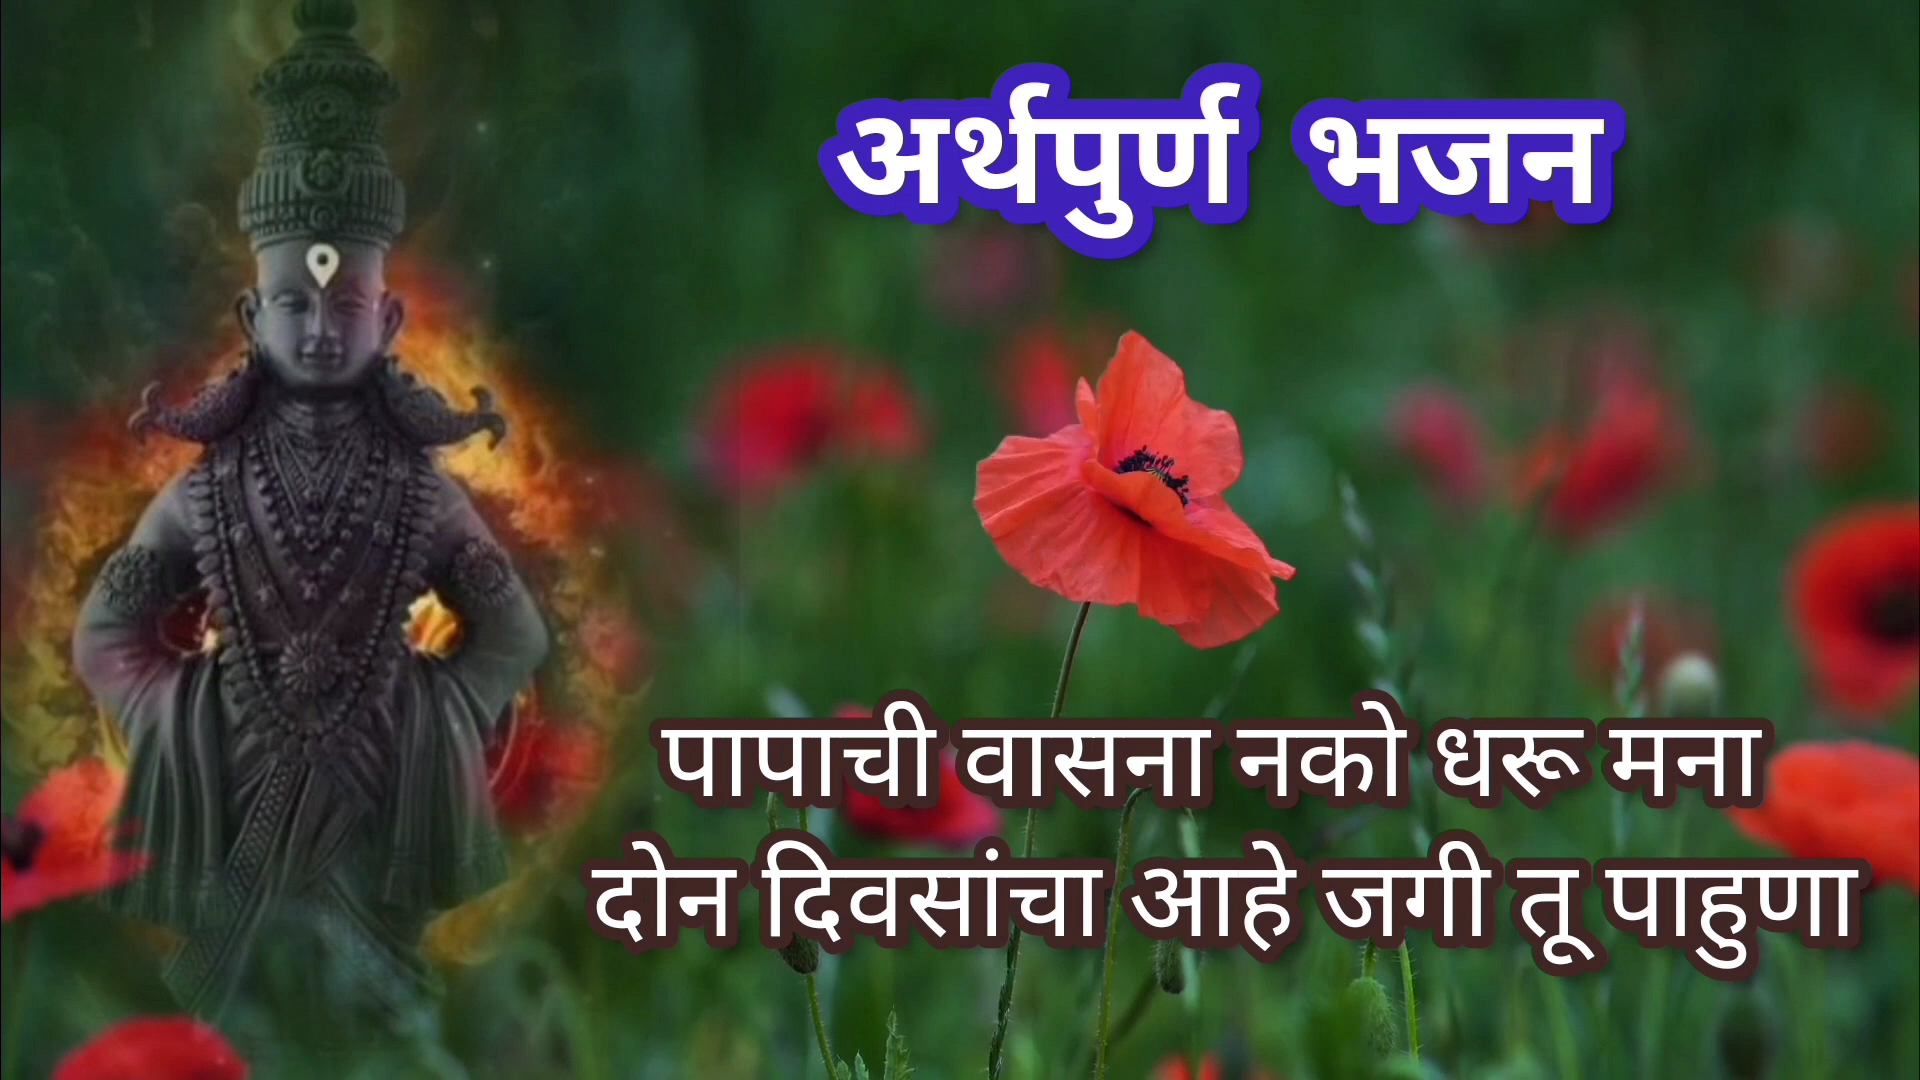 अर्थपुर्ण भजन
पापाची वासना नको धरू मना
दोन दिवसांचा आहे जगी तू पाहुणा